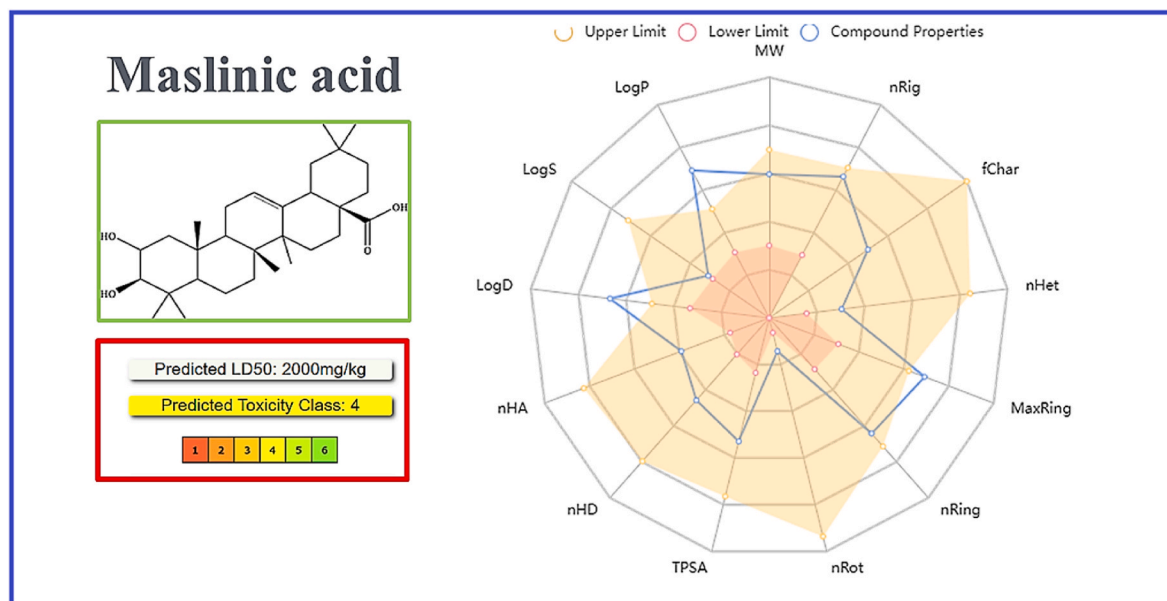 Maslinic acid
HO
HO
OH
O
Predicted LD50: 2000mg/kg
Predicted Toxicity Class: 4
1 2 3 4 5 6
Upper Limit Lower Limit Compound Properties
MW
nRig
fChar
nHet
MaxRing
nRing
nRot
TPSA
nHD
nHA
LogD
LogS
LogP